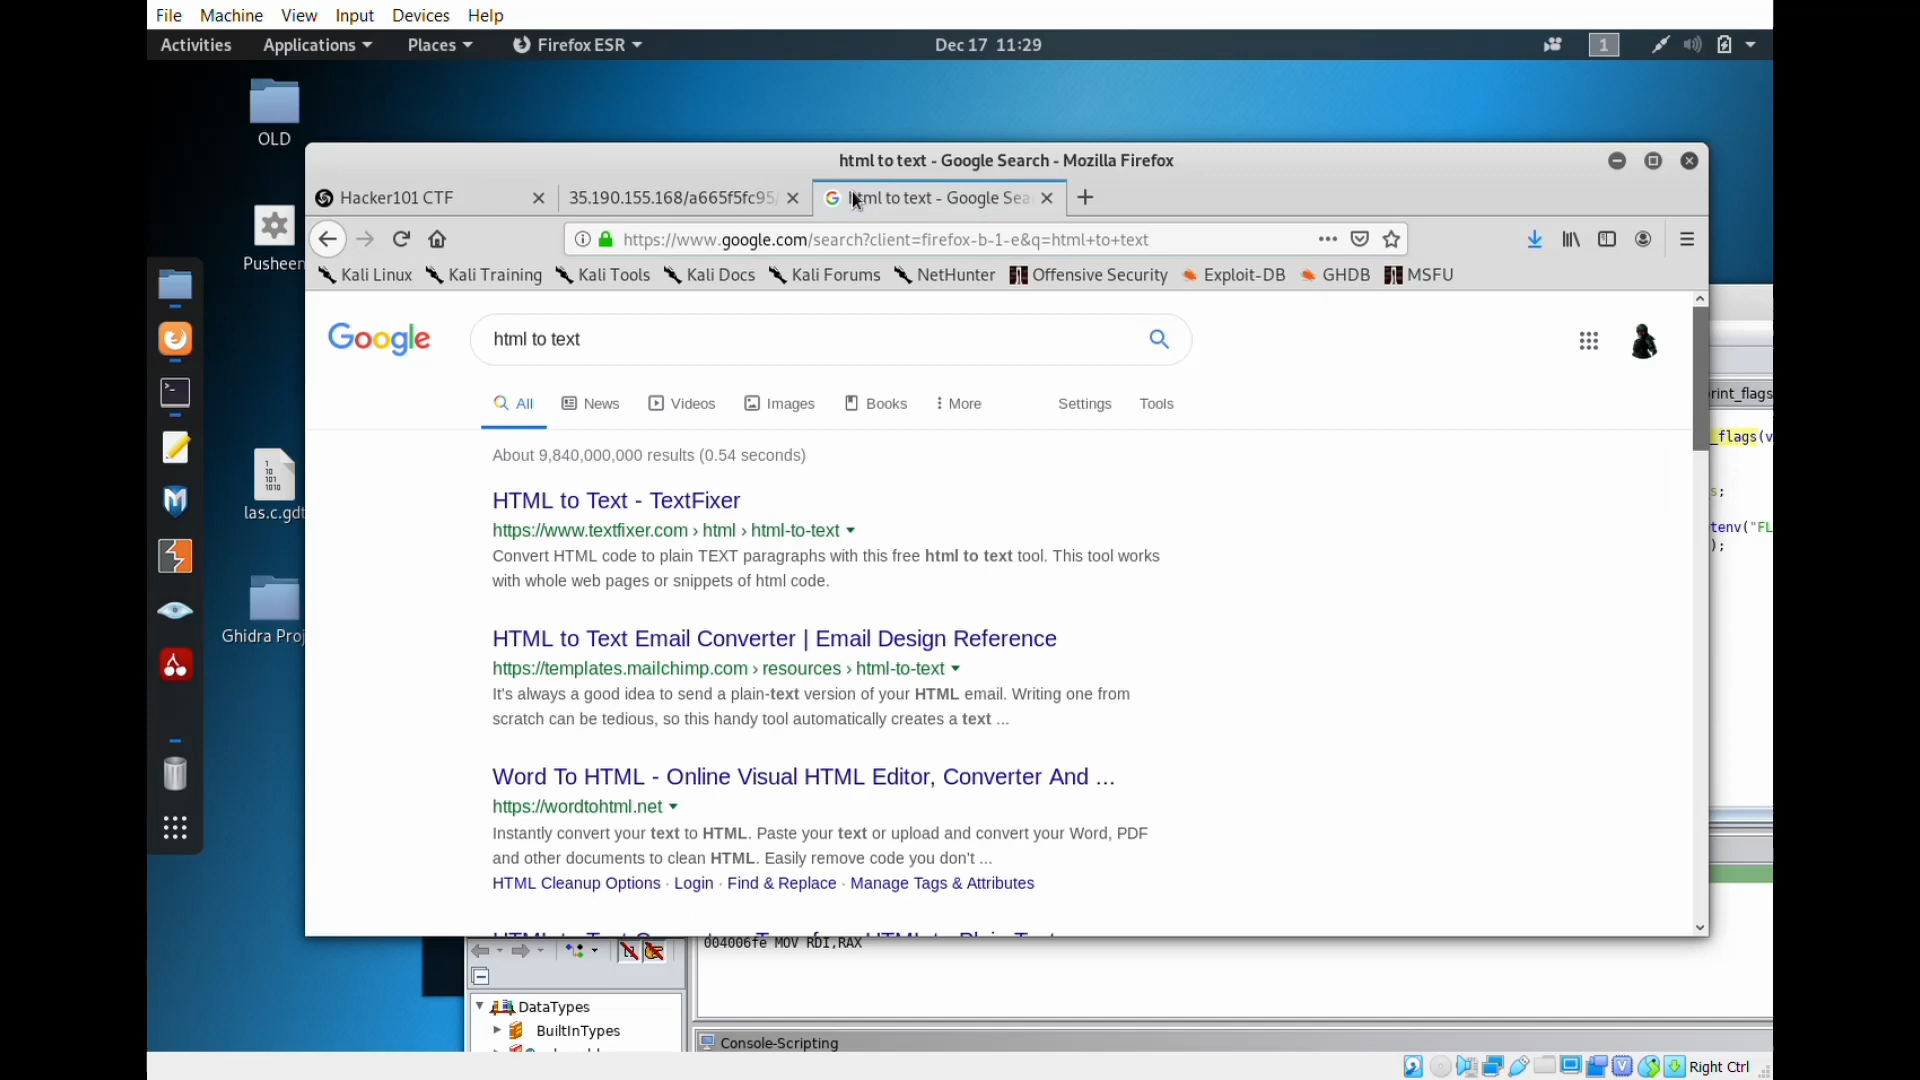 File Machine View Input Devices Help
Activities Applications Places Firefox ESR Dec 17 11:29 1
OLD
Pusheen
las.c.gdt
Ghidra Proj
html to text - Google Search - Mozilla Firefox
Hacker101 CTF 35.190.155.168/a665f5fc95/ html to text - Google Sea
https://www.google.com/search?client=firefox-b-1-e&q=html+to+text
Kali Linux Kali Training Kali Tools Kali Docs Kali Forums NetHunter Offensive Security Exploit-DB GHDB MSFU
Google html to text
All News Videos Images Books More Settings Tools
About 9,840,000,000 results (0.54 seconds)
HTML to Text - TextFixer
https://www.textfixer.com › html › html-to-text
Convert HTML code to plain TEXT paragraphs with this free html to text tool. This tool works
with whole web pages or snippets of html code.
HTML to Text Email Converter | Email Design Reference
https://templates.mailchimp.com › resources › html-to-text
It's always a good idea to send a plain-text version of your HTML email. Writing one from
scratch can be tedious, so this handy tool automatically creates a text ...
Word To HTML - Online Visual HTML Editor, Converter And ...
https://wordtohtml.net
Instantly convert your text to HTML. Paste your text or upload and convert your Word, PDF
and other documents to clean HTML. Easily remove code you don't ...
HTML Cleanup Options · Login · Find & Replace · Manage Tags & Attributes
rint_flags
_flags(v
s;
tenv("FL
);
004006fe MOV RDI,RAX
DataTypes
BuiltInTypes
Console-Scripting
Right Ctrl